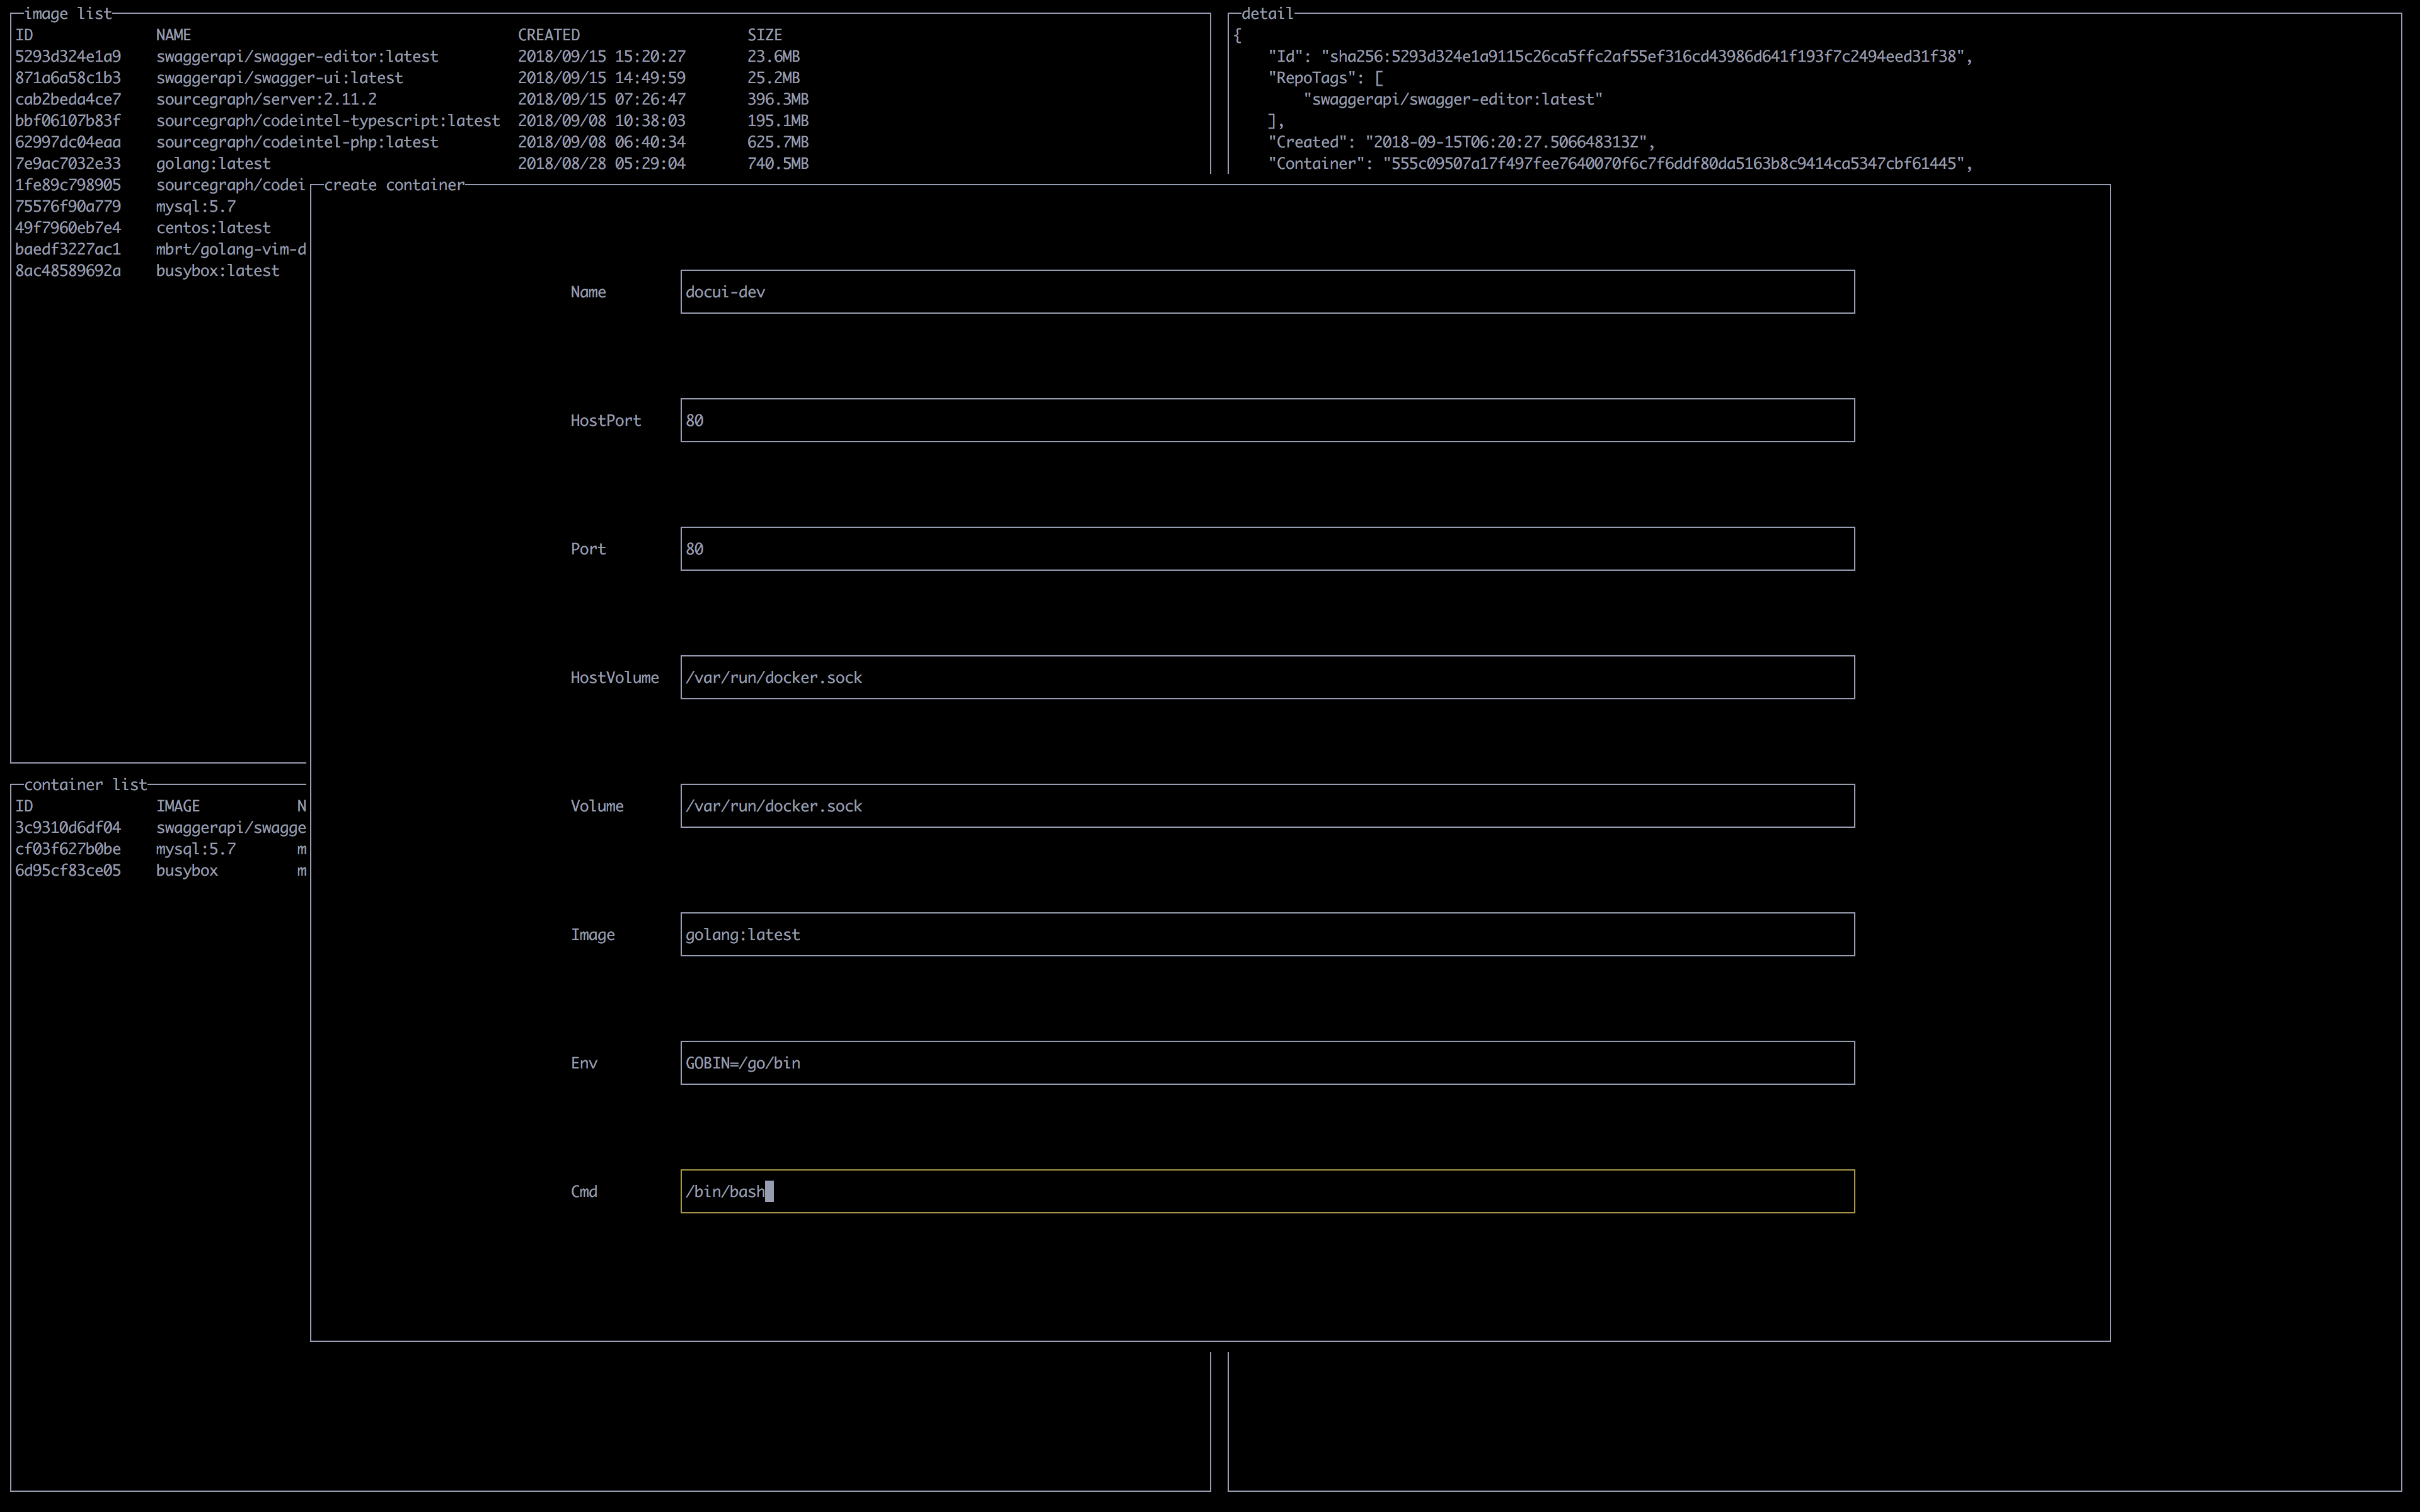 image list
ID NAME CREATED SIZE
5293d324e1a9 swaggerapi/swagger-editor:latest 2018/09/15 15:20:27 23.6MB
871a6a58c1b3 swaggerapi/swagger-ui:latest 2018/09/15 14:49:59 25.2MB
cab2beda4ce7 sourcegraph/server:2.11.2 2018/09/15 07:26:47 396.3MB
bbf06107b83f sourcegraph/codeintel-typescript:latest 2018/09/08 10:38:03 195.1MB
62997dc04eaa sourcegraph/codeintel-php:latest 2018/09/08 06:40:34 625.7MB
7e9ac7032e33 golang:latest 2018/08/28 05:29:04 740.5MB
1fe89c798905 sourcegraph/codei
75576f90a779 mysql:5.7
49f7960eb7e4 centos:latest
baedf3227ac1 mbrt/golang-vim-d
8ac48589692a busybox:latest
detail
{
"Id": "sha256:5293d324e1a9115c26ca5ffc2af55ef316cd43986d641f193f7c2494eed31f38",
"RepoTags": [
"swaggerapi/swagger-editor:latest"
],
"Created": "2018-09-15T06:20:27.506648313Z",
"Container": "555c09507a17f497fee7640070f6c7f6ddf80da5163b8c9414ca5347cbf61445",
create container
Name docui-dev
HostPort 80
Port 80
HostVolume /var/run/docker.sock
Volume /var/run/docker.sock
Image golang:latest
Env GOBIN=/go/bin
Cmd /bin/bash
container list
ID IMAGE N
3c9310d6df04 swaggerapi/swagge
cf03f627b0be mysql:5.7 m
6d95cf83ce05 busybox m